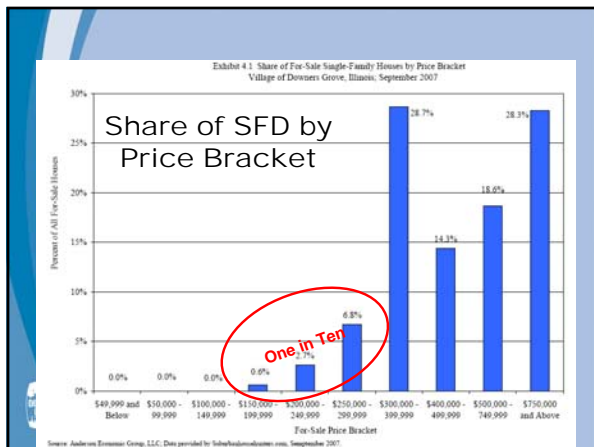 Exhibit 4.1 Share of For-Sale Single-Family Houses by Price Bracket
Village of Downers Grove, Illinois; September 2007
Share of SFD by
Price Bracket
Percent of All For-Sale Houses
30%
25%
20%
15%
10%
5%
0%
0.0%
0.0%
0.0%
0.6%
2.7%
6.8%
28.7%
14.3%
18.6%
28.3%
One in Ten
$49,999 and Below
$50,000 - 99,999
$100,000 - 149,999
$150,000 - 199,999
$200,000 - 249,999
$250,000 - 299,999
$300,000 - 399,999
$400,000 - 499,999
$500,000 - 749,999
$750,000 and Above
For-Sale Price Bracket
Source: Anderson Economic Group, LLC; Data provided by
2007.